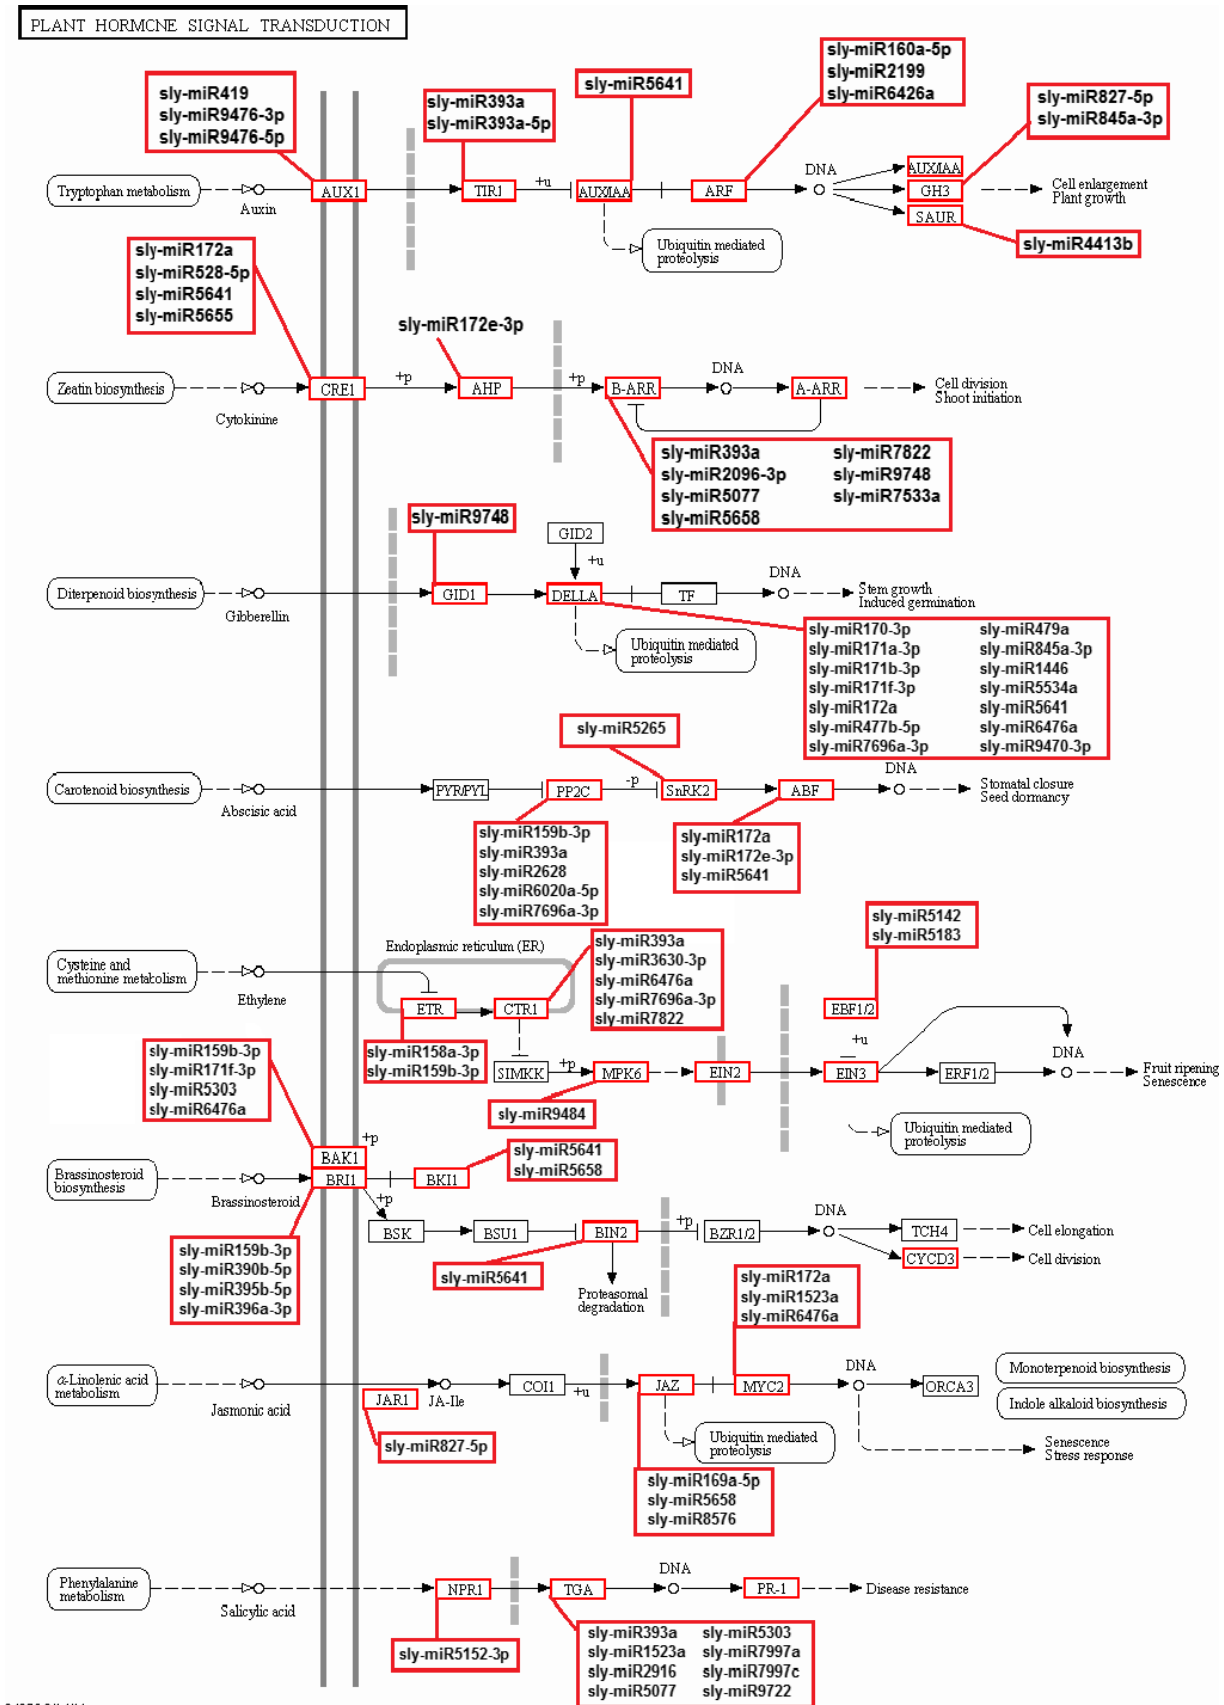 PLANT HORMONE SIGNAL TRANSDUCTION
sly-miR419
sly-miR9476-3p
sly-miR9476-5p
sly-miR393a
sly-miR393a-5p
sly-miR5641
sly-miR160a-5p
sly-miR2199
sly-miR6426a
sly-miR827-5p
sly-miR845a-3p
Tryptophan metabolism
Auxin
AUX1
TIR1
+u
AUX/IAA
ARF
DNA
AUX/IAA
GH3
SAUR
Cell enlargement
Plant growth
Ubiquitin mediated
proteolysis
sly-miR4413b
sly-miR172a
sly-miR528-5p
sly-miR5641
sly-miR5655
sly-miR172e-3p
Zeatin biosynthesis
Cytokinine
CRE1
+p
AHP
+p
B-ARR
DNA
A-ARR
Cell division
Shoot initiation
sly-miR393a
sly-miR2096-3p
sly-miR5077
sly-miR5658
sly-miR7822
sly-miR9748
sly-miR7533a
sly-miR9748
GID2
+u
Diterpenoid biosynthesis
Gibberellin
GID1
DELLA
TF
DNA
Stem growth
Induced germination
Ubiquitin mediated
proteolysis
sly-miR170-3p
sly-miR171a-3p
sly-miR171b-3p
sly-miR171f-3p
sly-miR172a
sly-miR477b-5p
sly-miR7696a-3p
sly-miR479a
sly-miR845a-3p
sly-miR1446
sly-miR5534a
sly-miR5641
sly-miR6476a
sly-miR9470-3p
sly-miR5265
Carotenoid biosynthesis
Abscisic acid
PYR/PYL
PP2C
-p
SnRK2
ABF
DNA
Stomatal closure
Seed dormancy
sly-miR159b-3p
sly-miR393a
sly-miR2628
sly-miR6020a-5p
sly-miR7696a-3p
sly-miR172a
sly-miR172e-3p
sly-miR5641
sly-miR5142
sly-miR5183
Endoplasmic reticulum (ER)
sly-miR393a
sly-miR3630-3p
sly-miR6476a
sly-miR7696a-3p
sly-miR7822
Cysteine and
methionine metabolism
Ethylene
ETR
CTR1
EBF1/2
sly-miR158a-3p
sly-miR159b-3p
SIMKK
+p
MPK6
EIN2
+u
EIN3
ERF1/2
DNA
Fruit ripening
Senescence
sly-miR9484
Ubiquitin mediated
proteolysis
sly-miR159b-3p
sly-miR171f-3p
sly-miR5303
sly-miR6476a
+p
BAK1
sly-miR5641
sly-miR5658
Brassinosteroid
biosynthesis
Brassinosteroid
BRI1
BKI1
+p
BSK
BSU1
BIN2
+p
BZR1/2
DNA
TCH4
Cell elongation
CYCD3
Cell division
sly-miR159b-3p
sly-miR390b-5p
sly-miR395b-5p
sly-miR396a-3p
sly-miR5641
Proteasomal
degradation
sly-miR172a
sly-miR1523a
sly-miR6476a
α-Linolenic acid
metabolism
Jasmonic acid
JAR1
JA-Ile
COI1
+u
JAZ
MYC2
DNA
ORCA3
Monoterpenoid biosynthesis
Indole alkaloid biosynthesis
sly-miR827-5p
Ubiquitin mediated
proteolysis
Senescence
Stress response
sly-miR169a-5p
sly-miR5658
sly-miR8576
Phenylalanine
metabolism
Salicylic acid
NPR1
TGA
DNA
PR-1
Disease resistance
sly-miR5152-3p
sly-miR393a
sly-miR1523a
sly-miR2916
sly-miR5077
sly-miR5303
sly-miR7997a
sly-miR7997c
sly-miR9722